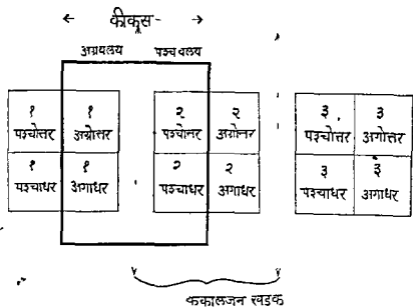 ← कीकूस- →
अग्रवलय पश्चवलय
१ १ २ २ ३ ३
पश्चोत्तर अग्रोत्तर पश्चोत्तर अग्रोत्तर पश्चोत्तर अगोत्तर
१ १ २ २ ३ ३
पश्चाधर अगाधर पश्चाधर अगाधर पश्चाधर अगाधर
ककालजन खडक